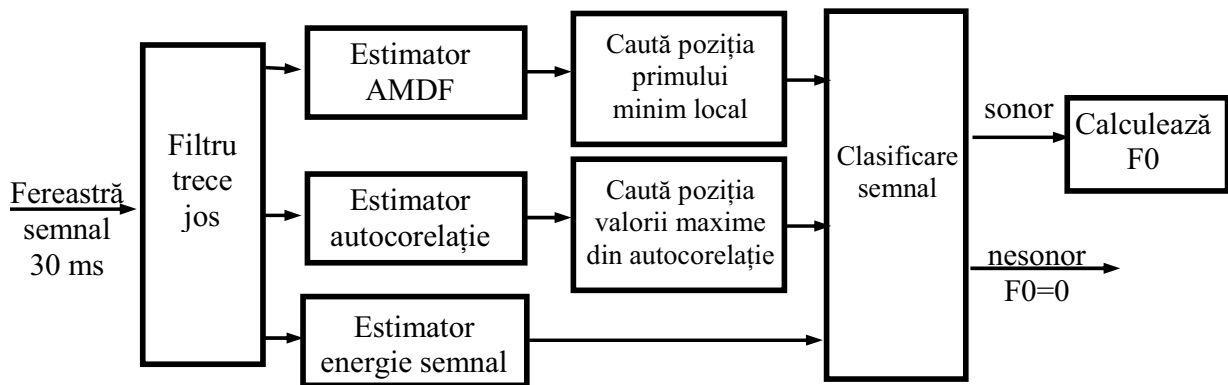 Fereastră
semnal
30 ms
Filtru
trece
jos
Estimator
AMDF
Caută poziția
primului
minim local
Estimator
autocorelație
Caută poziția
valorii maxime
din autocorelație
Estimator
energie semnal
Clasificare
semnal
sonor
Calculează
F0
nesonor
F0=0